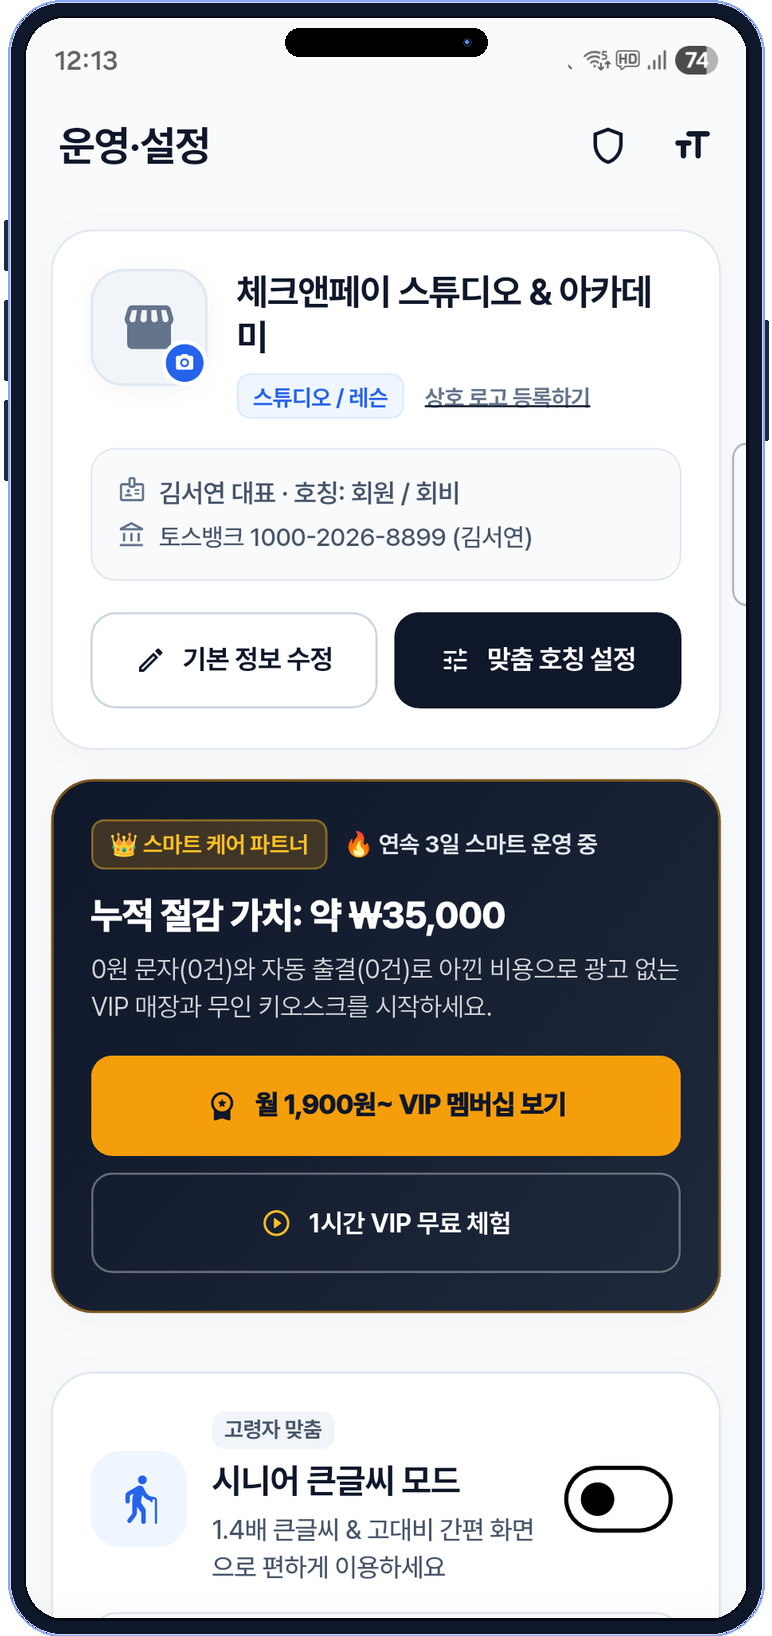 12:13
HD
74
운영·설정
체크앤페이 스튜디오 & 아카데
미
스튜디오 / 레슨
상호 로고 등록하기
김서연 대표 · 호칭: 회원 / 회비
토스뱅크 1000-2026-8899 (김서연)
기본 정보 수정
맞춤 호칭 설정
👑 스마트 케어 파트너
🔥 연속 3일 스마트 운영 중
누적 절감 가치: 약 ₩35,000
0원 문자(0건)와 자동 출결(0건)로 아낀 비용으로 광고 없는
VIP 매장과 무인 키오스크를 시작하세요.
월 1,900원~ VIP 멤버십 보기
1시간 VIP 무료 체험
고령자 맞춤
시니어 큰글씨 모드
1.4배 큰글씨 & 고대비 간편 화면
으로 편하게 이용하세요